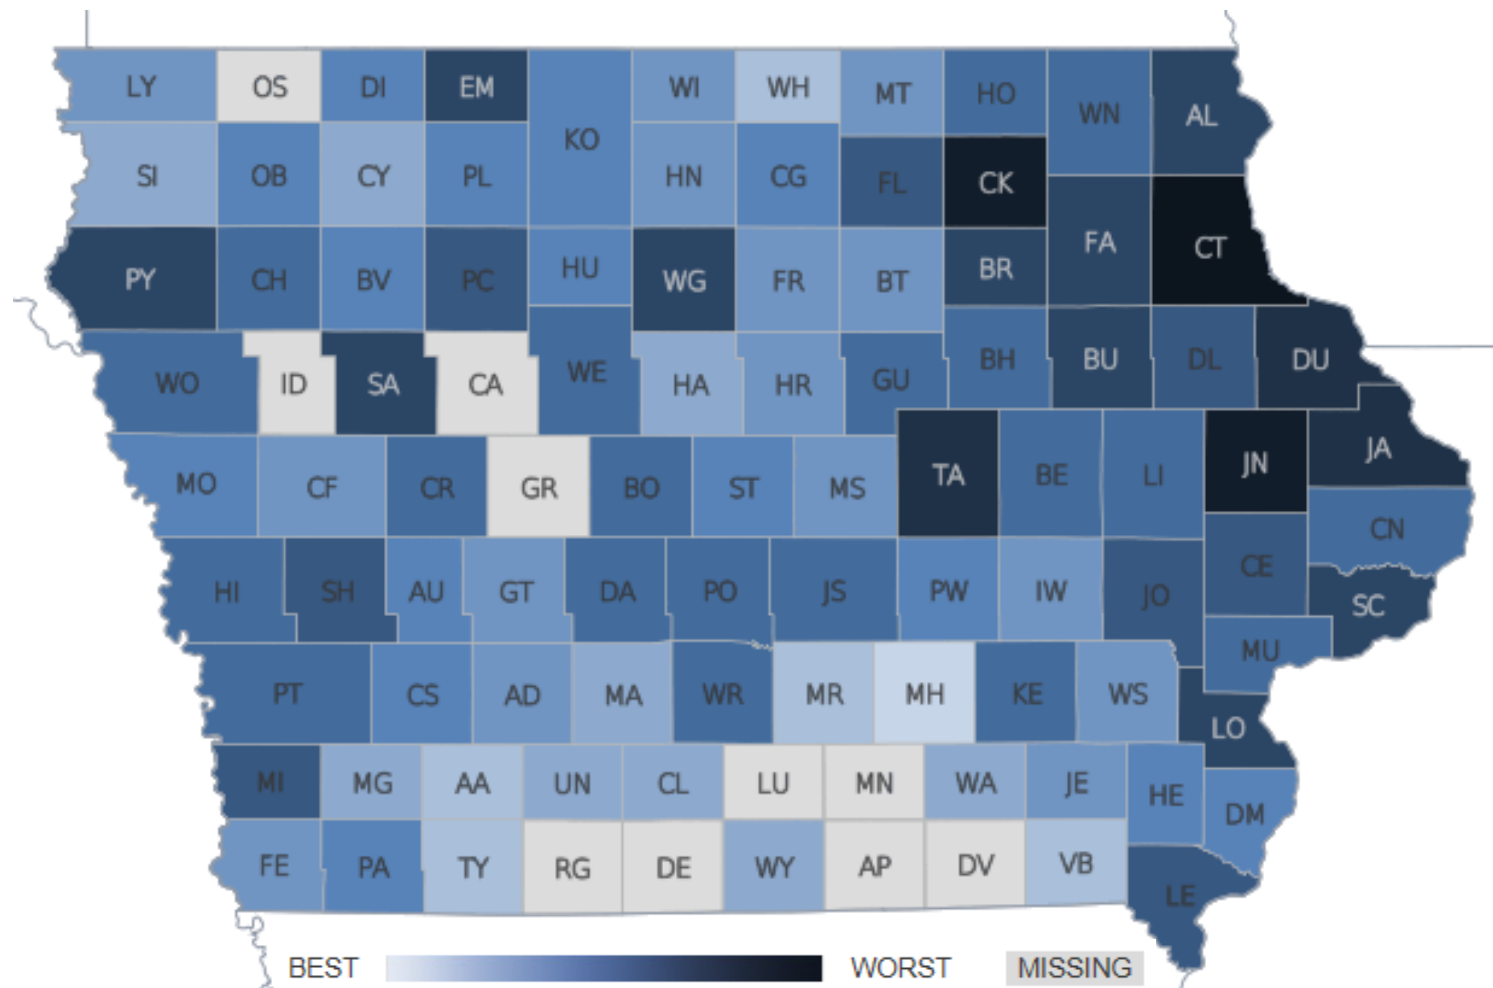 LY OS DI EM WI WH MT HO WN AL
KO
SI OB CY PL HN CG FL CK
FA CT
PY CH BV PC HU WG FR BT BR
WO ID SA CA WE HA HR GU BH BU DL DU
MO CF CR GR BO ST MS TA BE LI JN JA
CN
HI SH AU GT DA PO JS PW IW JO CE SC
MU
PT CS AD MA WR MR MH KE WS
LO
MI MG AA UN CL LU MN WA JE HE DM
FE PA TY RG DE WY AP DV VB LE
BEST WORST MISSING